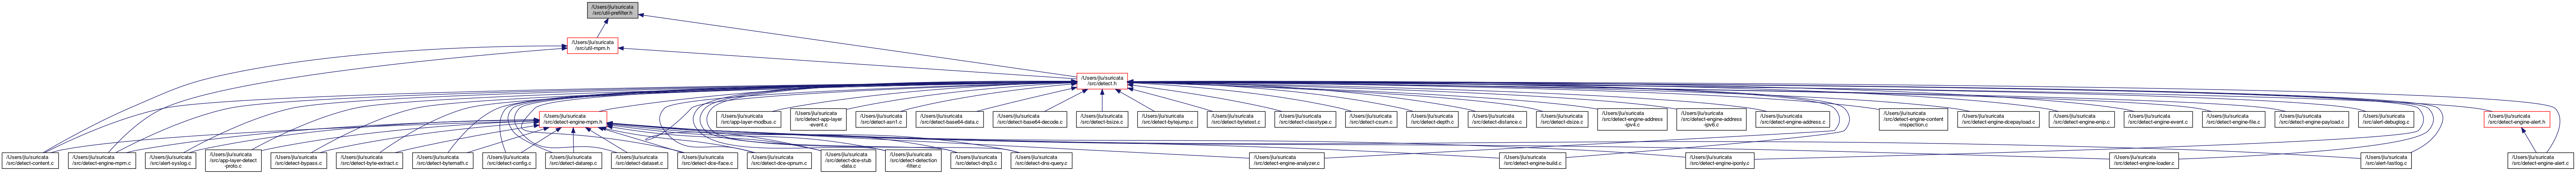 /Users/jlu/suricata
/src/util-prefilter.h
/Users/jlu/suricata
/src/util-mpm.h
/Users/jlu/suricata
/src/detect.h
/Users/jlu/suricata
/src/detect-engine-mpm.h
/Users/jlu/suricata
/src/app-layer-modbus.c
/Users/jlu/suricata
/src/detect-app-layer
-event.c
/Users/jlu/suricata
/src/detect-asn1.c
/Users/jlu/suricata
/src/detect-base64-data.c
/Users/jlu/suricata
/src/detect-base64-decode.c
/Users/jlu/suricata
/src/detect-bsize.c
/Users/jlu/suricata
/src/detect-bytejump.c
/Users/jlu/suricata
/src/detect-bytetest.c
/Users/jlu/suricata
/src/detect-classtype.c
/Users/jlu/suricata
/src/detect-csum.c
/Users/jlu/suricata
/src/detect-depth.c
/Users/jlu/suricata
/src/detect-distance.c
/Users/jlu/suricata
/src/detect-dsize.c
/Users/jlu/suricata
/src/detect-engine-address
-ipv4.c
/Users/jlu/suricata
/src/detect-engine-address
-ipv6.c
/Users/jlu/suricata
/src/detect-engine-address.c
/Users/jlu/suricata
/src/detect-engine-content
-inspection.c
/Users/jlu/suricata
/src/detect-engine-dcepayload.c
/Users/jlu/suricata
/src/detect-engine-enip.c
/Users/jlu/suricata
/src/detect-engine-event.c
/Users/jlu/suricata
/src/detect-engine-file.c
/Users/jlu/suricata
/src/detect-engine-payload.c
/Users/jlu/suricata
/src/alert-debuglog.c
/Users/jlu/suricata
/src/detect-engine-alert.h
/Users/jlu/suricata
/src/detect-content.c
/Users/jlu/suricata
/src/detect-engine-mpm.c
/Users/jlu/suricata
/src/alert-syslog.c
/Users/jlu/suricata
/src/app-layer-detect
-proto.c
/Users/jlu/suricata
/src/detect-bypass.c
/Users/jlu/suricata
/src/detect-byte-extract.c
/Users/jlu/suricata
/src/detect-bytemath.c
/Users/jlu/suricata
/src/detect-config.c
/Users/jlu/suricata
/src/detect-datarep.c
/Users/jlu/suricata
/src/detect-dataset.c
/Users/jlu/suricata
/src/detect-dce-iface.c
/Users/jlu/suricata
/src/detect-dce-opnum.c
/Users/jlu/suricata
/src/detect-dce-stub
-data.c
/Users/jlu/suricata
/src/detect-detection
-filter.c
/Users/jlu/suricata
/src/detect-dnp3.c
/Users/jlu/suricata
/src/detect-dns-query.c
/Users/jlu/suricata
/src/detect-engine-analyzer.c
/Users/jlu/suricata
/src/detect-engine-build.c
/Users/jlu/suricata
/src/detect-engine-iponly.c
/Users/jlu/suricata
/src/detect-engine-loader.c
/Users/jlu/suricata
/src/alert-fastlog.c
/Users/jlu/suricata
/src/detect-engine-alert.c